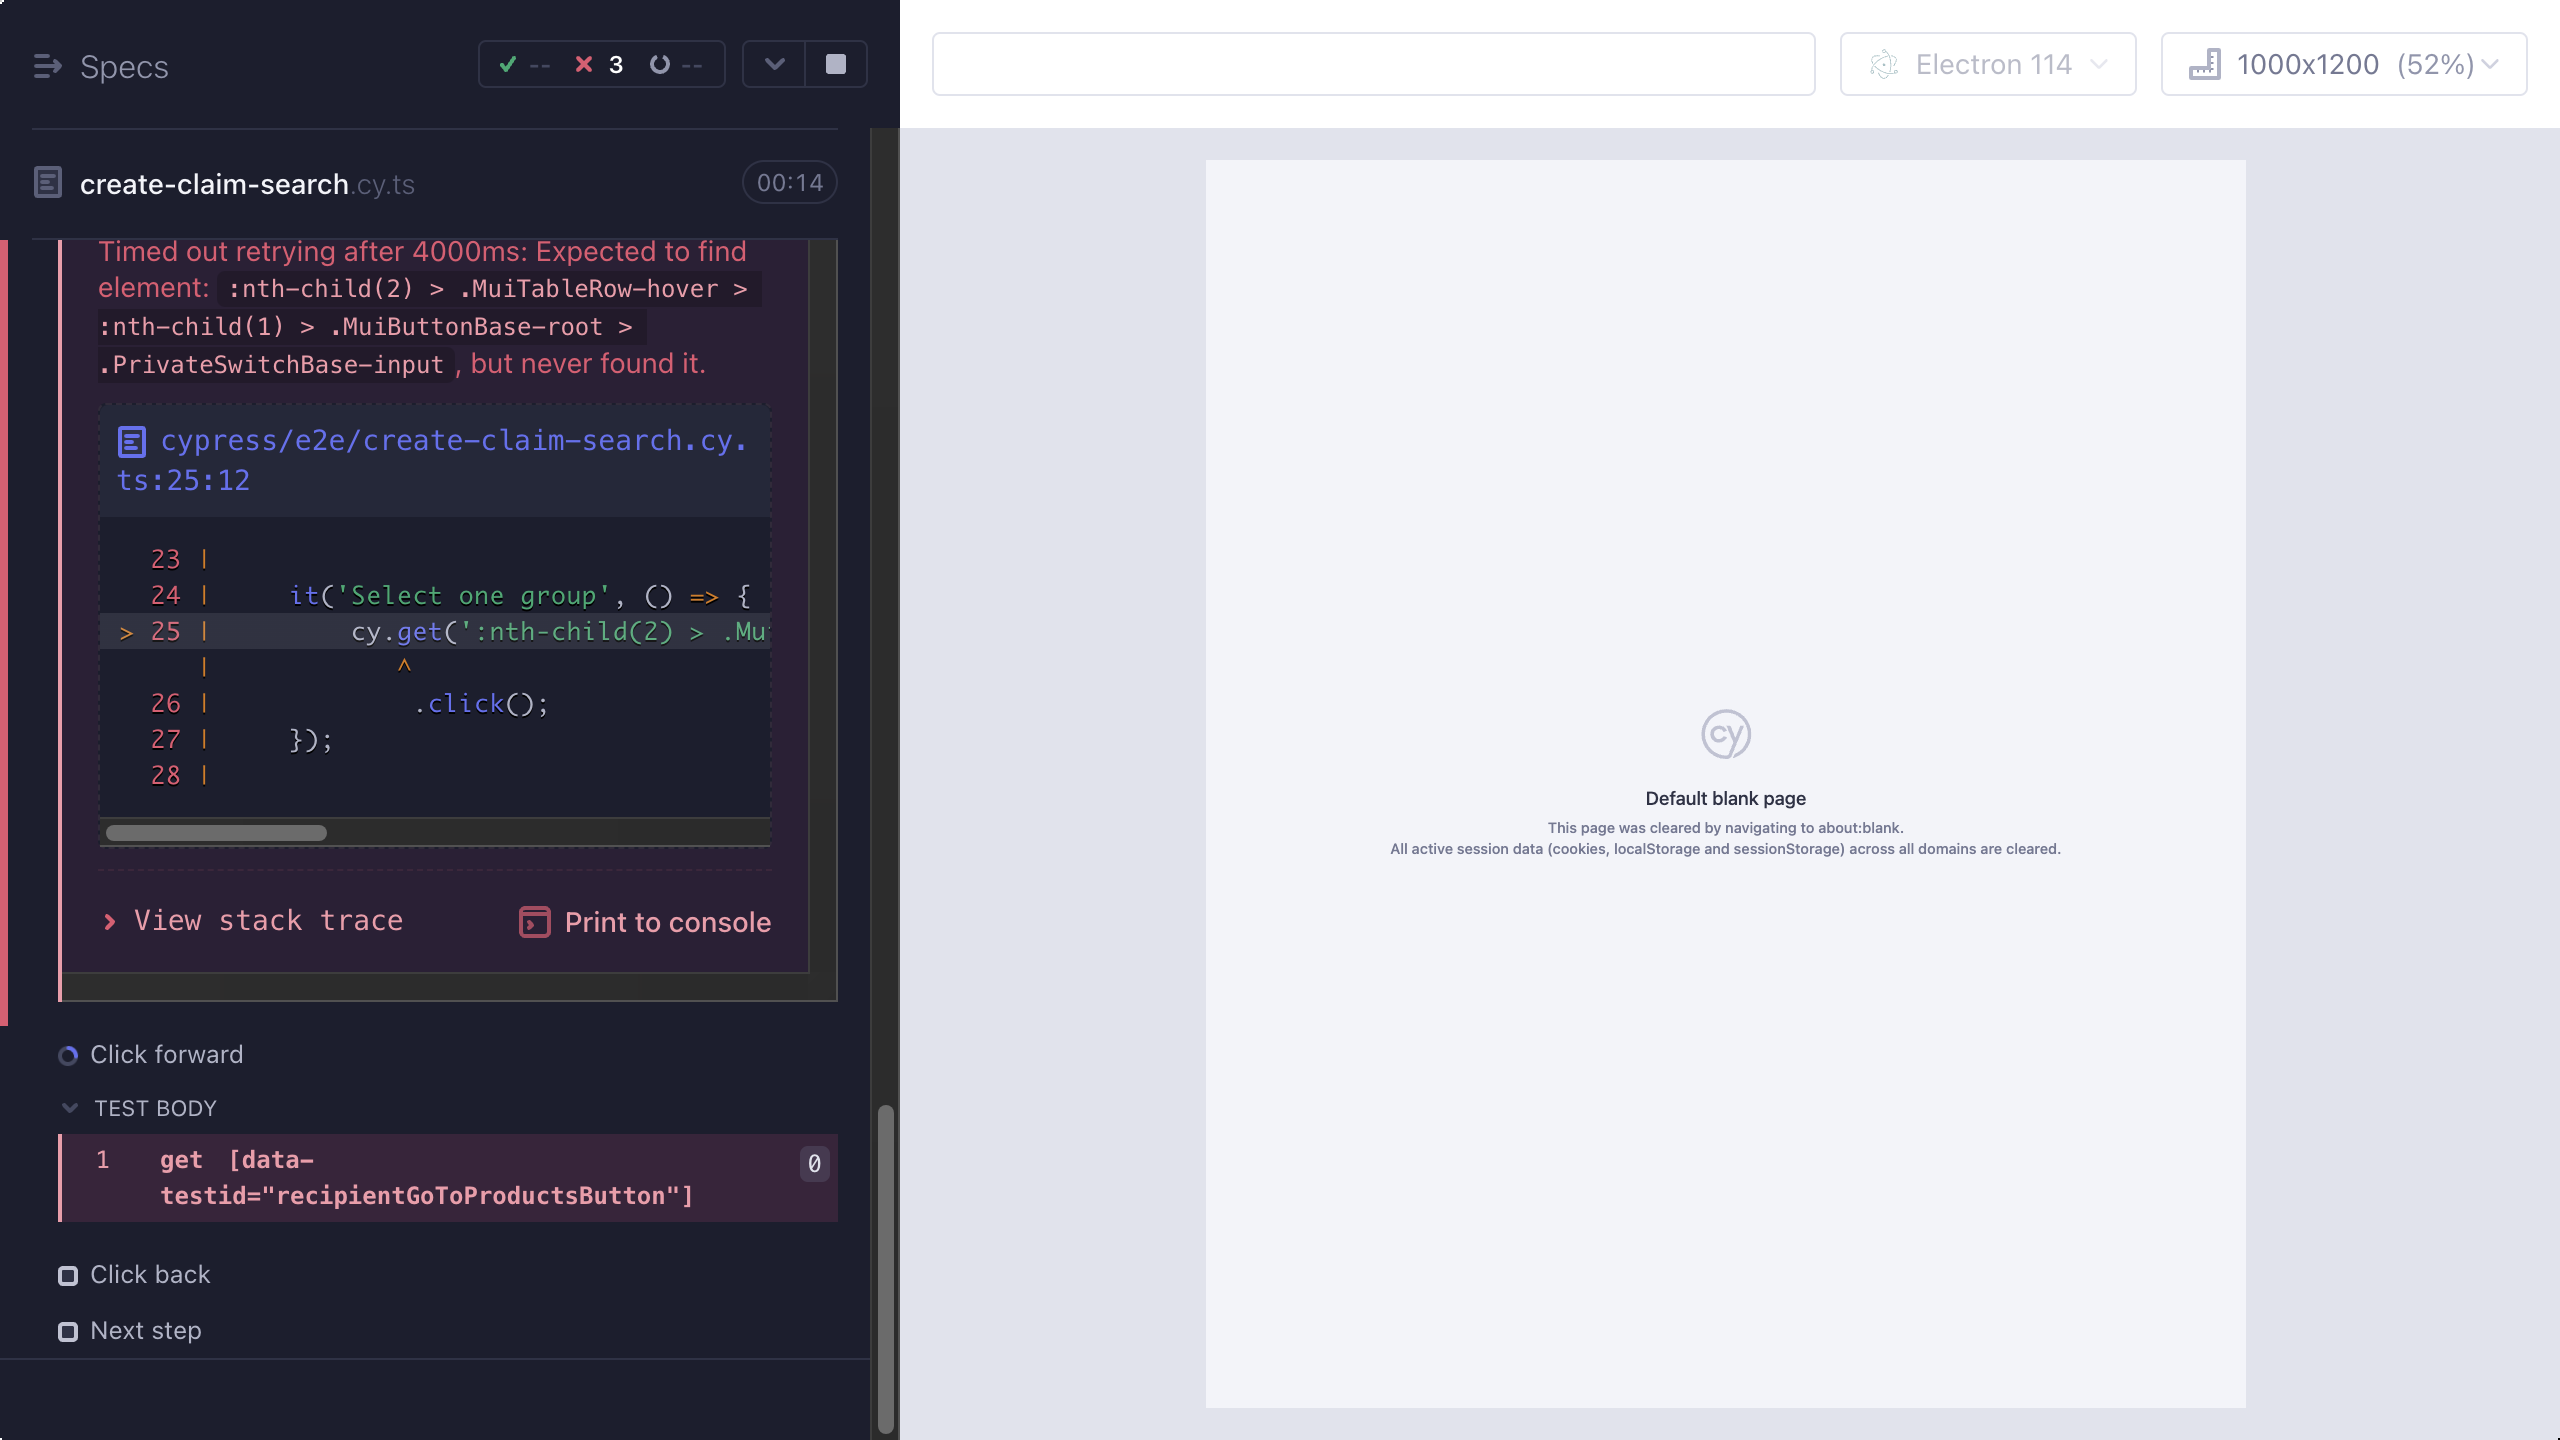 Specs
-- 3 --
create-claim-search.cy.ts
00:14
Timed out retrying after 4000ms: Expected to find
element: :nth-child(2) > .MuiTableRow-hover >
:nth-child(1) > .MuiButtonBase-root >
.PrivateSwitchBase-input , but never found it.
cypress/e2e/create-claim-search.cy.
ts:25:12
23 |
24 | it('Select one group', () => {
> 25 | cy.get(':nth-child(2) > .Mu
| ^
26 | .click();
27 | });
28 |
View stack trace
Print to console
Click forward
TEST BODY
1 get [data-
testid="recipientGoToProductsButton"]
0
Click back
Next step
Electron 114
1000x1200 (52%)
cy
Default blank page
This page was cleared by navigating to about:blank.
All active session data (cookies, localStorage and sessionStorage) across all domains are cleared.